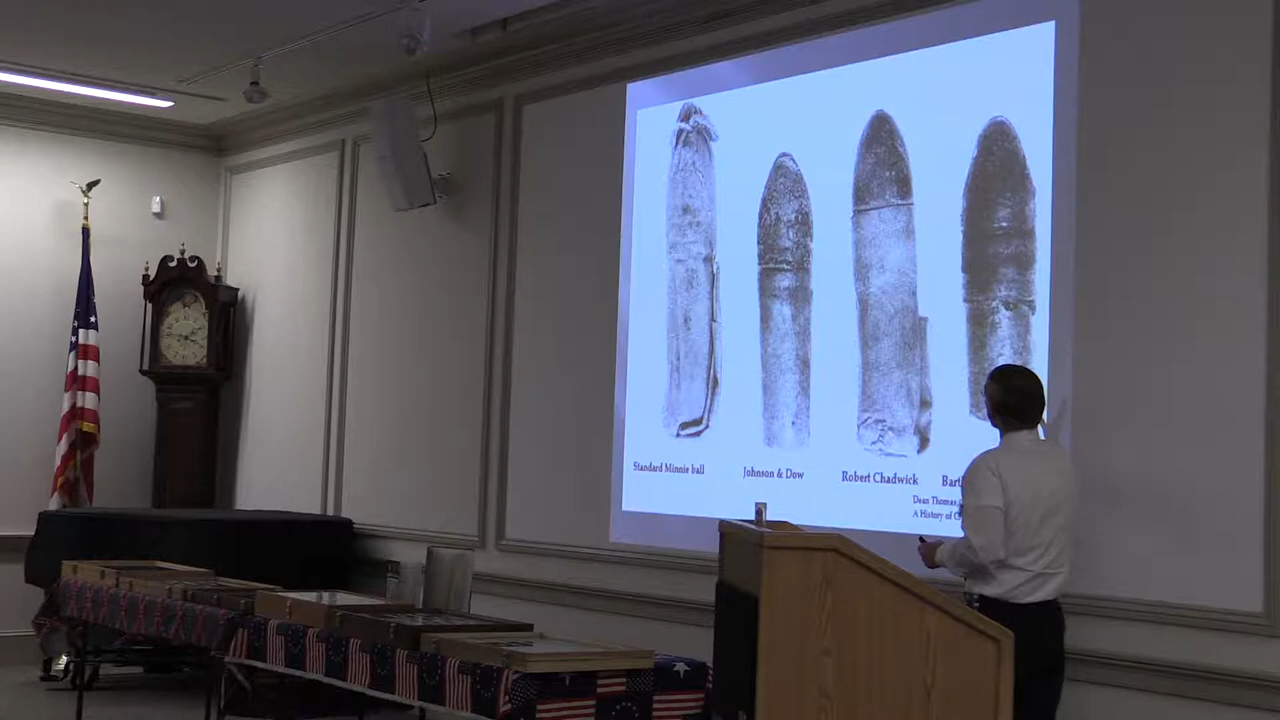 Standard Minnie ball
Johnson & Dow
Robert Chadwick
Dean Thomas
A History of